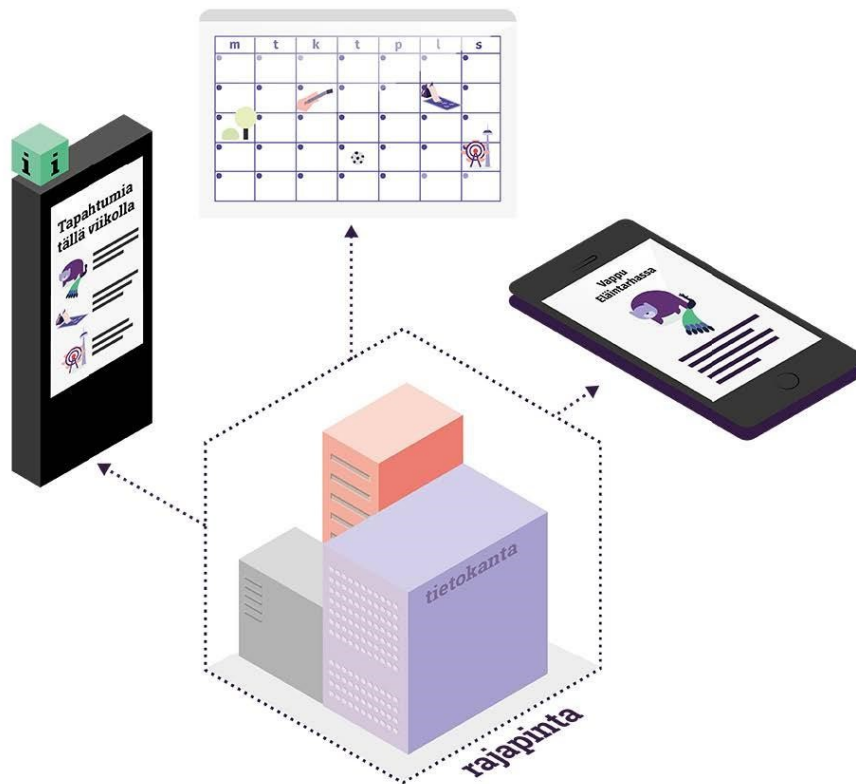 m t k t p l s
i i
Tapahtumia
tällä viikolla
Vappu
Eläintarhassa
tietokanta
rajapinta